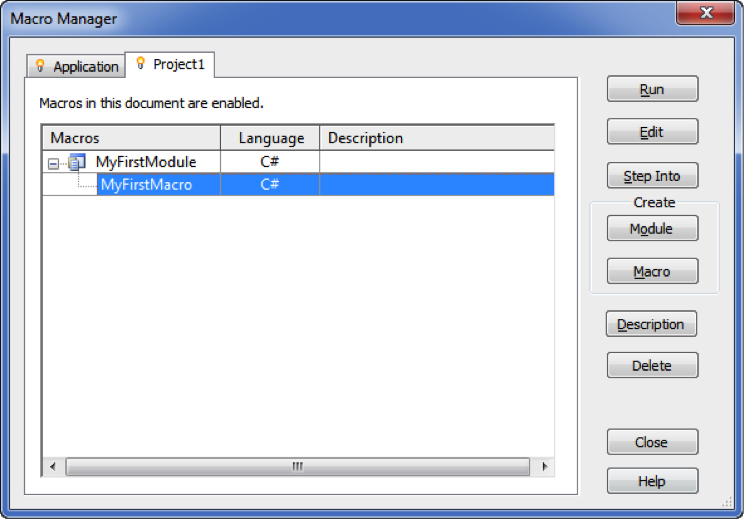 Macro Manager
Application
Project1
Macros in this document are enabled.
Macros Language Description
MyFirstModule C#
MyFirstMacro C#
Run
Edit
Step Into
Create
Module
Macro
Description
Delete
Close
Help